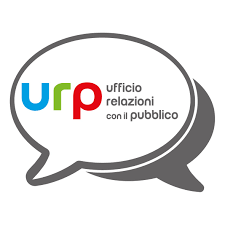 urp ufficio
relazioni
con il pubblico